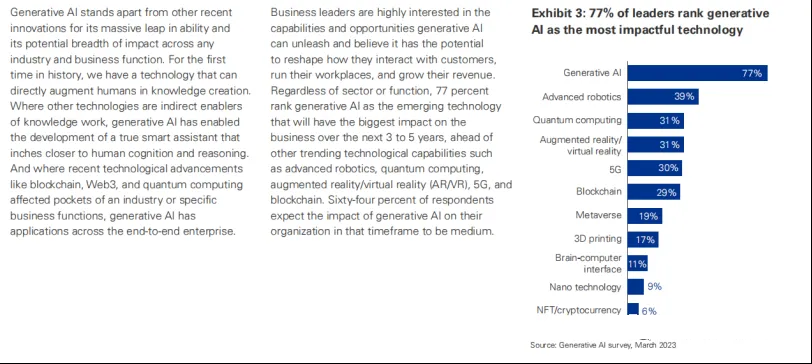 Generative AI stands apart from other recent
innovations for its massive leap in ability and
its potential breadth of impact across any
industry and business function. For the first
time in history, we have a technology that can
directly augment humans in knowledge creation.
Where other technologies are indirect enablers
of knowledge work, generative AI has enabled
the development of a true smart assistant that
inches closer to human cognition and reasoning.
And where recent technological advancements
like blockchain, Web3, and quantum computing
affected pockets of an industry or specific
business functions, generative AI has
applications across the end-to-end enterprise.
Business leaders are highly interested in the
capabilities and opportunities generative AI
can unleash and believe it has the potential
to reshape how they interact with customers,
run their workplaces, and grow their revenue.
Regardless of sector or function, 77 percent
rank generative AI as the emerging technology
that will have the biggest impact on the
business over the next 3 to 5 years, ahead of
other trending technological capabilities such
as advanced robotics, quantum computing,
augmented reality/virtual reality (AR/VR), 5G, and
blockchain. Sixty-four percent of respondents
expect the impact of generative AI on their
organization in that timeframe to be medium.
Exhibit 3: 77% of leaders rank generative
AI as the most impactful technology
Generative AI 77%
Advanced robotics 39%
Quantum computing 31%
Augmented reality/
virtual reality 31%
5G 30%
Blockchain 29%
Metaverse 19%
3D printing 17%
Brain-computer
interface 11%
Nano technology 9%
NFT/cryptocurrency 6%
Source: Generative AI survey, March 2023